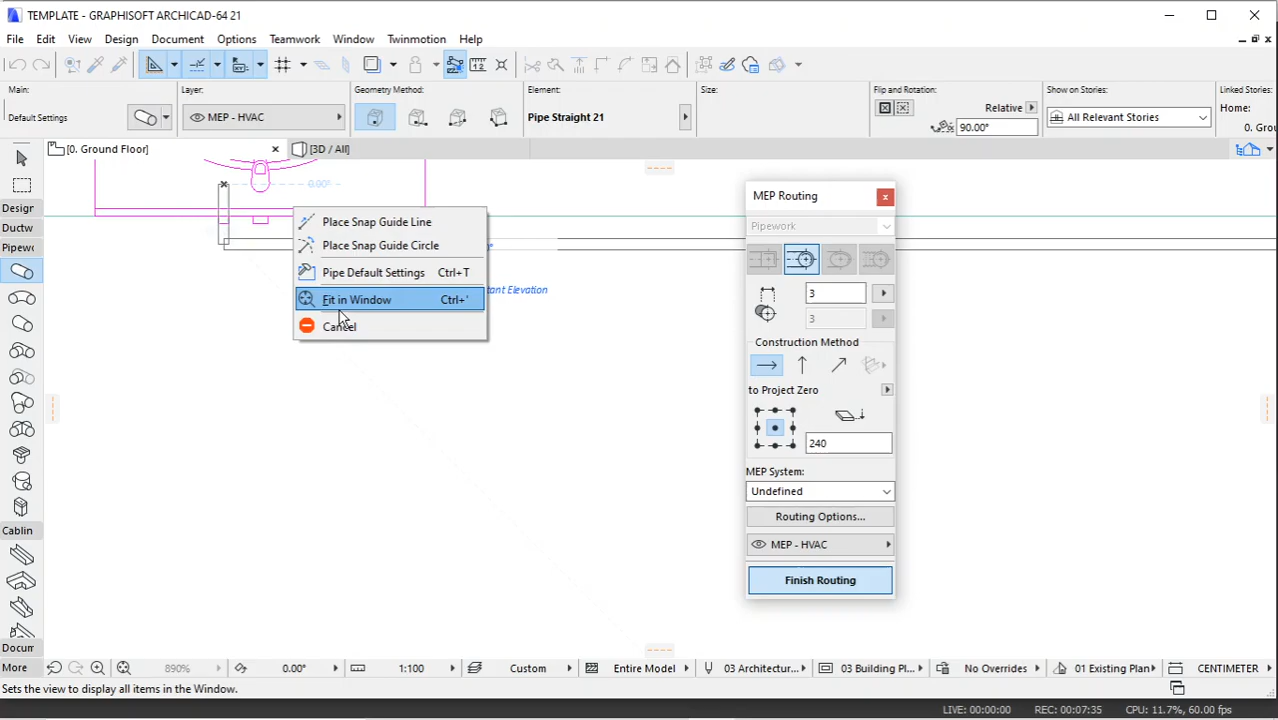 TEMPLATE - GRAPHISOFT ARCHICAD-64 21
File Edit View Design Document Options Teamwork Window Twinmotion Help
Main: Layer: Geometry Method: Element: Size: Flip and Rotation: Show on Stories: Linked Stories:
Default Settings MEP - HVAC Pipe Straight 21 Relative All Relevant Stories Home:
90.00° 0. Grou
[0. Ground Floor] [3D / All]
0.90°
Design
Ductw
Pipewo
Cablin
Docum
More
Place Snap Guide Line
Place Snap Guide Circle
Pipe Default Settings Ctrl+T
Fit in Window Ctrl+'
Cancel
tant Elevation
MEP Routing
Pipework
3
3
Construction Method
to Project Zero
240
MEP System:
Undefined
Routing Options...
MEP - HVAC
Finish Routing
890% 0.00° 1:100 Custom Entire Model 03 Architectur... 03 Building Pl... No Overrides 01 Existing Plan CENTIMETER
Sets the view to display all items in the Window.
LIVE: 00:00:00 REC: 00:07:35 CPU: 11.7%, 60.00 fps